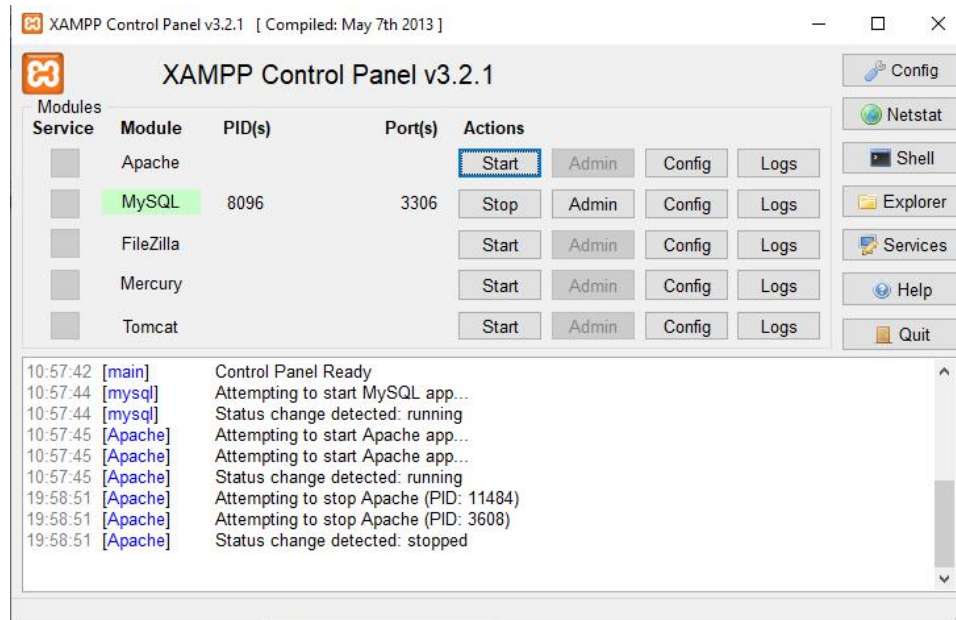 XAMPP Control Panel v3.2.1 [ Compiled: May 7th 2013 ]
XAMPP Control Panel v3.2.1
Config
Modules
Service Module PID(s) Port(s) Actions
Netstat
Apache Start Admin Config Logs
Shell
MySQL 8096 3306 Stop Admin Config Logs
Explorer
FileZilla Start Admin Config Logs
Services
Mercury Start Admin Config Logs
Help
Tomcat Start Admin Config Logs
Quit
10:57:42 [main] Control Panel Ready
10:57:44 [mysql] Attempting to start MySQL app...
10:57:44 [mysql] Status change detected: running
10:57:45 [Apache] Attempting to start Apache app...
10:57:45 [Apache] Attempting to start Apache app...
10:57:45 [Apache] Status change detected: running
19:58:51 [Apache] Attempting to stop Apache (PID: 11484)
19:58:51 [Apache] Attempting to stop Apache (PID: 3608)
19:58:51 [Apache] Status change detected: stopped